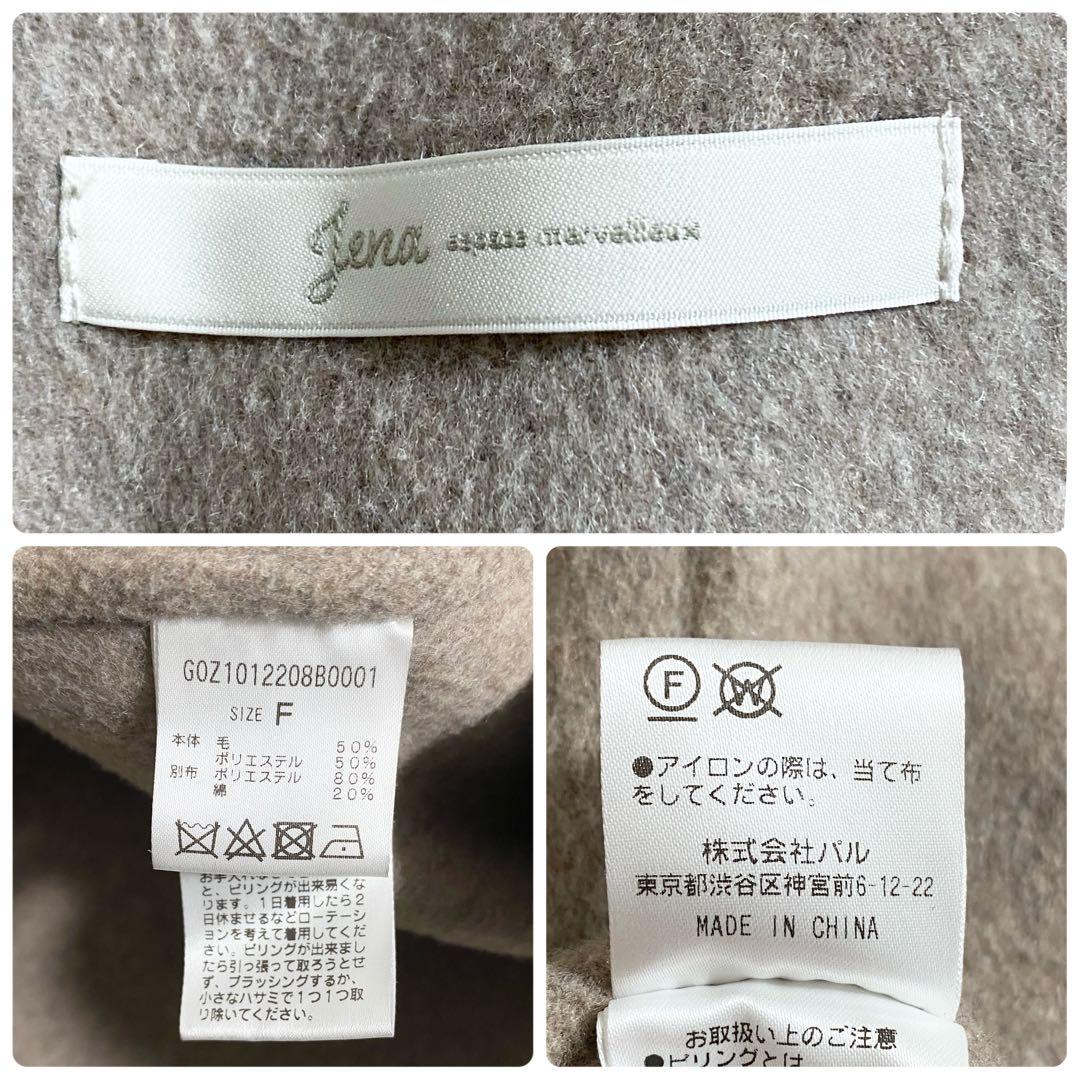 Jena espace merveilleux
G0Z1012208B0001
SIZE F
本体 毛 50%
ポリエステル 50%
別布 ポリエステル 80%
綿 20%
と、ピリングが出来易くな
ります。1日着用したら2
日休ませるなどローテーシ
ョンを考えて着用してくだ
さい。ピリングが出来まし
たら引っ張って取ろうとせ
ず、ブラッシングするか、
小さなハサミで1つ1つ取
り除いてください。
F W
●アイロンの際は、当て布
をしてください。
株式会社パル
東京都渋谷区神宮前6-12-22
MADE IN CHINA
お取扱い上のご注意
●ピリングとは